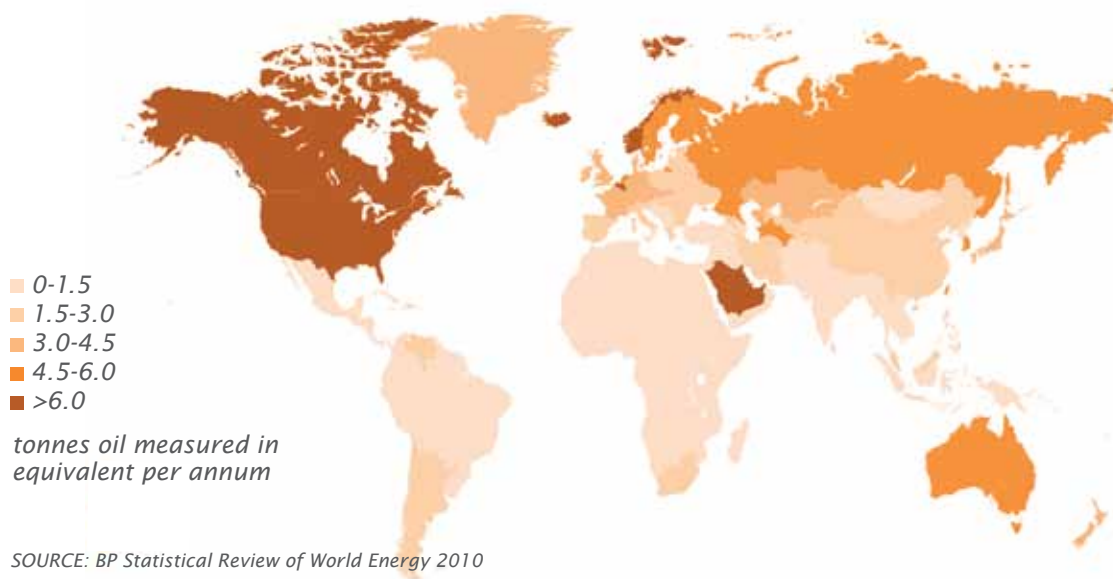 0-1.5
1.5-3.0
3.0-4.5
4.5-6.0
>6.0
tonnes oil measured in
equivalent per annum
SOURCE: BP Statistical Review of World Energy 2010